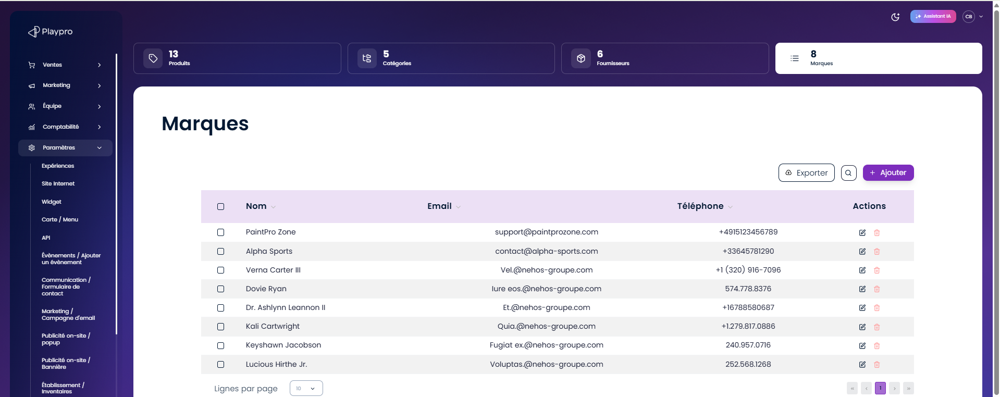 Playpro
Assistant IA
CB
Ventes
Marketing
Équipe
Comptabilité
Paramètres
Expériences
Site Internet
Widget
Carte / Menu
API
Évènements / Ajouter
un évènement
Communication /
Formulaire de
contact
Marketing /
Campagne d'email
Publicité on-site /
popup
Publicité on-site /
Bannière
Établissement /
Inventaires
13
Produits
5
Catégories
6
Fournisseurs
8
Marques
Marques
Exporter
+ Ajouter
Nom Email Téléphone Actions
PaintPro Zone support@paintprozone.com +4915123456789
Alpha Sports contact@alpha-sports.com +33645781290
Verna Carter III Vel.@nehos-groupe.com +1 (320) 916-7096
Dovie Ryan Iure eos.@nehos-groupe.com 574.778.8376
Dr. Ashlynn Leannon II Et.@nehos-groupe.com +16788580687
Kali Cartwright Quia.@nehos-groupe.com +1.279.817.0886
Keyshawn Jacobson Fugiat ex.@nehos-groupe.com 240.957.0716
Lucious Hirthe Jr. Voluptas.@nehos-groupe.com 252.568.1268
Lignes par page 10 « ‹ 1 › »